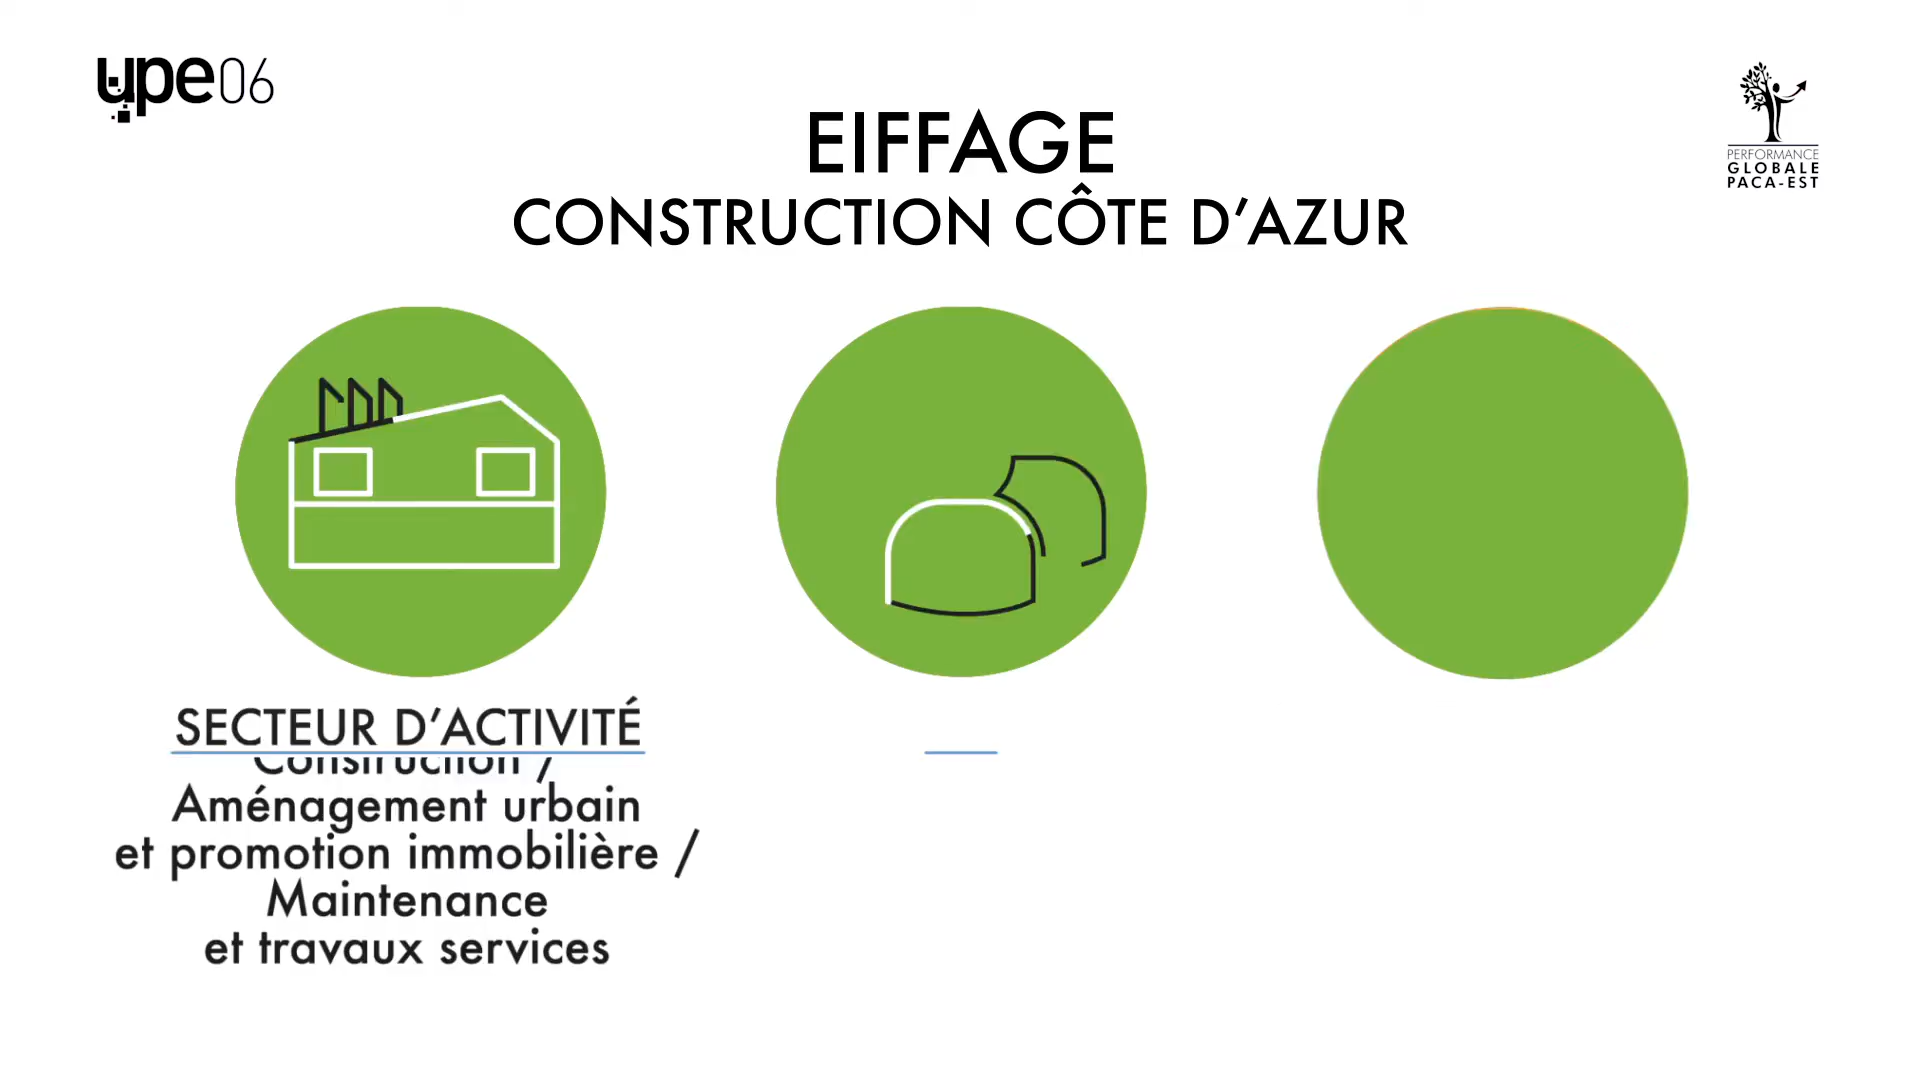 upe06
EIFFAGE
CONSTRUCTION CÔTE D’AZUR
PERFORMANCE
GLOBALE
PACA-EST
SECTEUR D’ACTIVITÉ
Construction /
Aménagement urbain
et promotion immobilière /
Maintenance
et travaux services